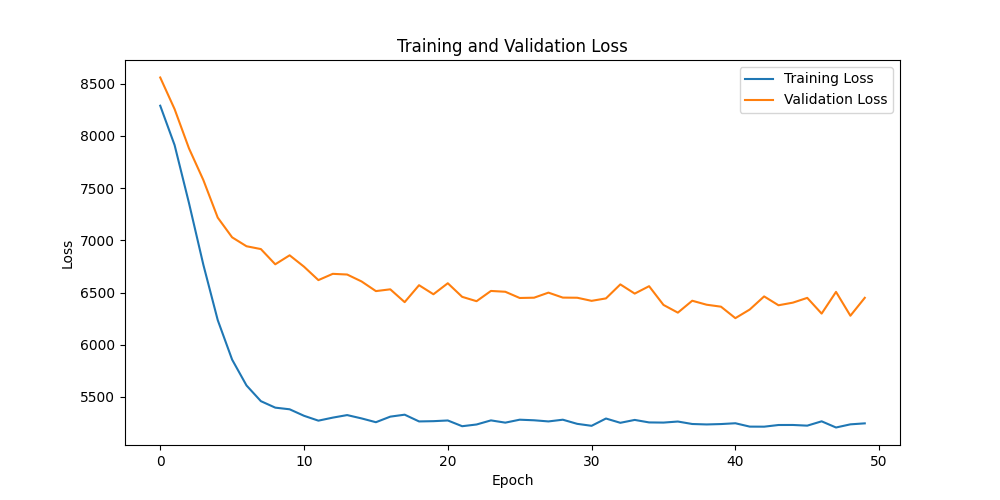 Training and Validation Loss
Training Loss
Validation Loss
8500
8000
7500
7000
6500
6000
5500
Loss
0 10 20 30 40 50
Epoch